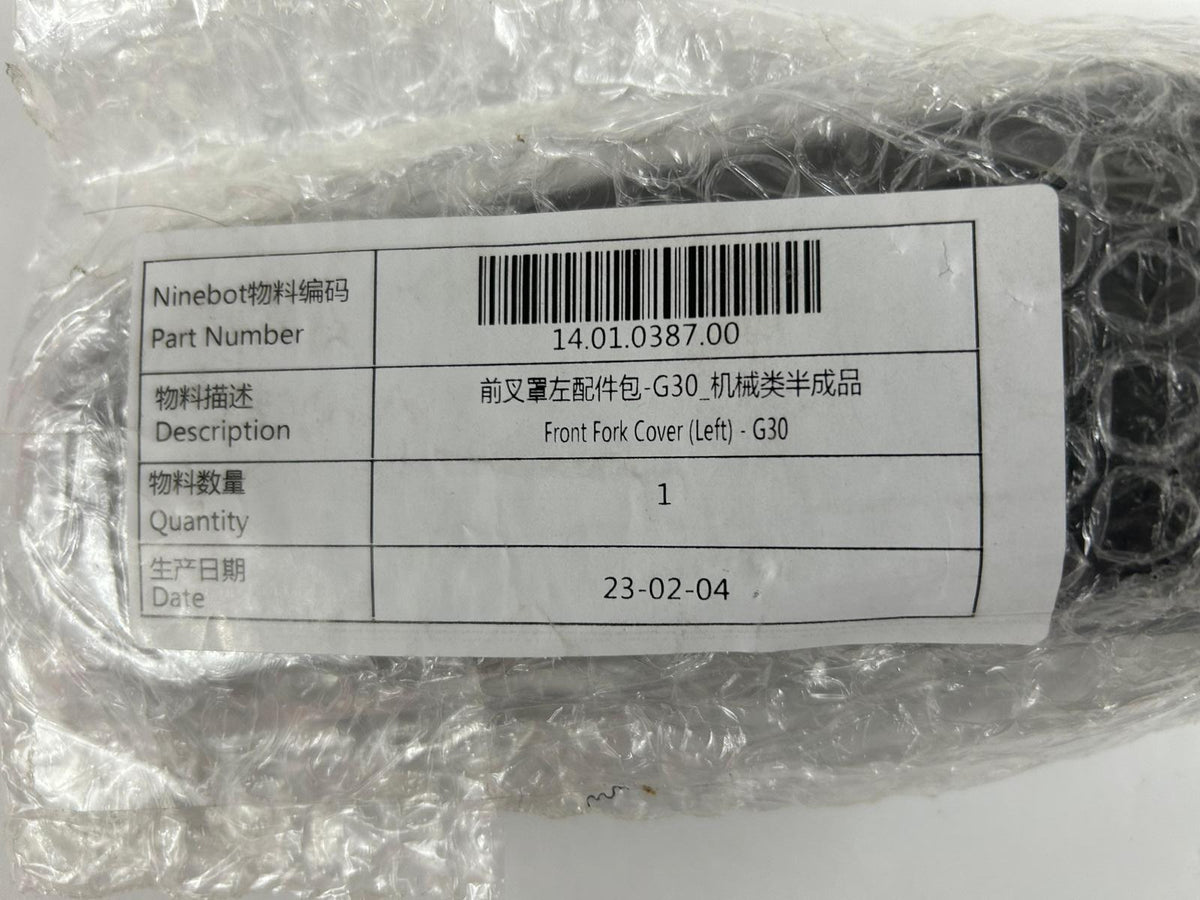 Ninebot物料编码
Part Number
14.01.0387.00
物料描述
Description
前叉罩左配件包-G30_机械类半成品
Front Fork Cover (Left) - G30
物料数量
Quantity
1
生产日期
Date
23-02-04